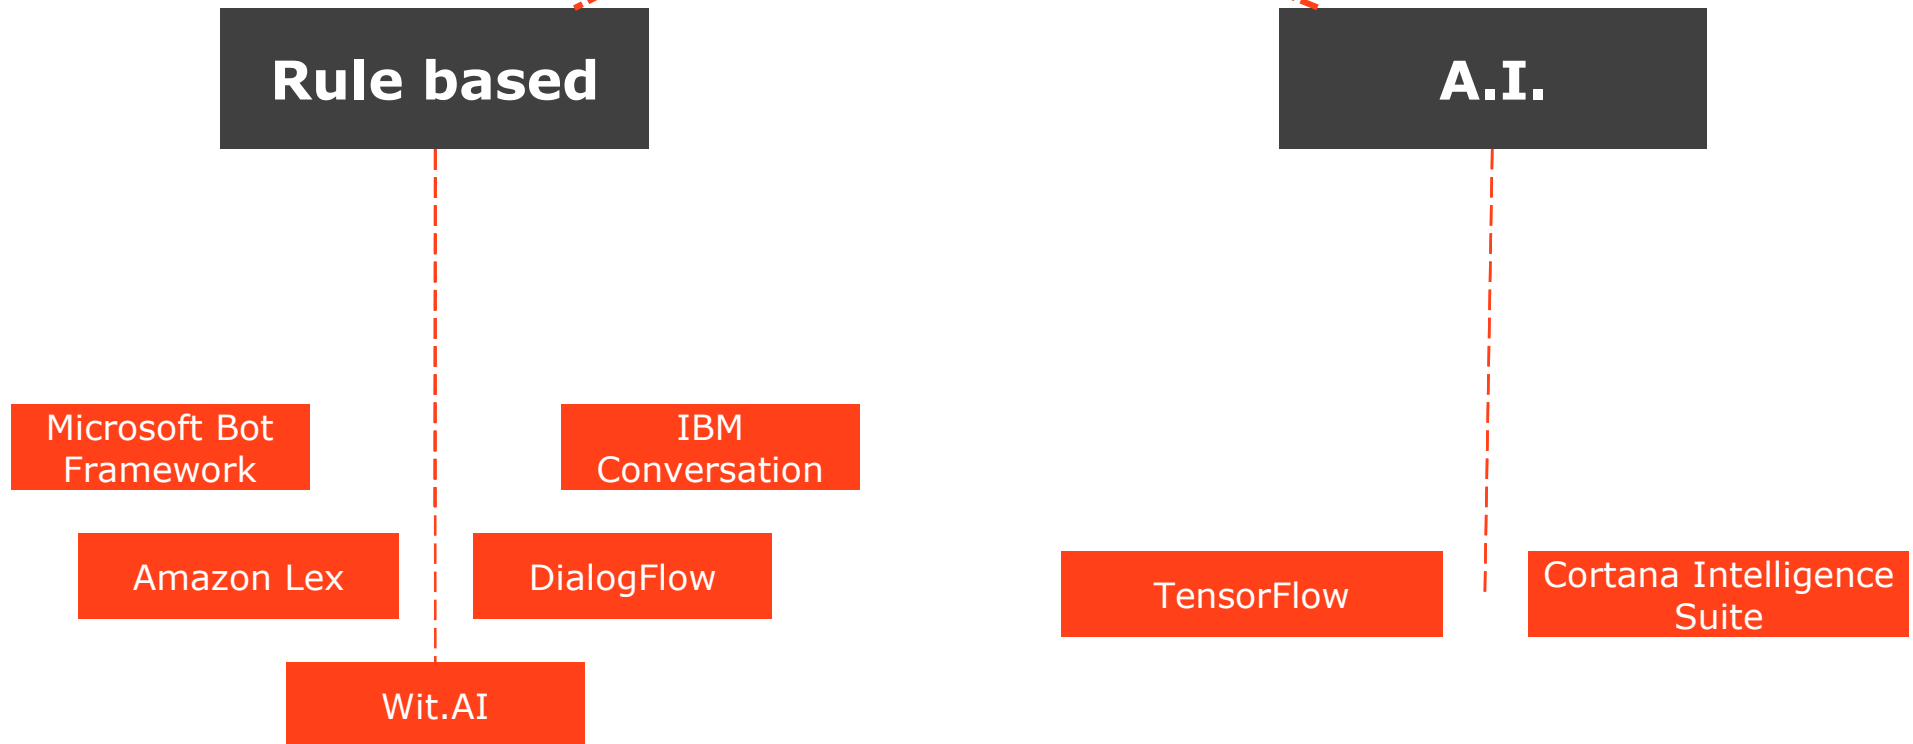 Rule based
A.I.
Microsoft Bot
Framework
IBM
Conversation
Amazon Lex
DialogFlow
Wit.AI
TensorFlow
Cortana Intelligence
Suite